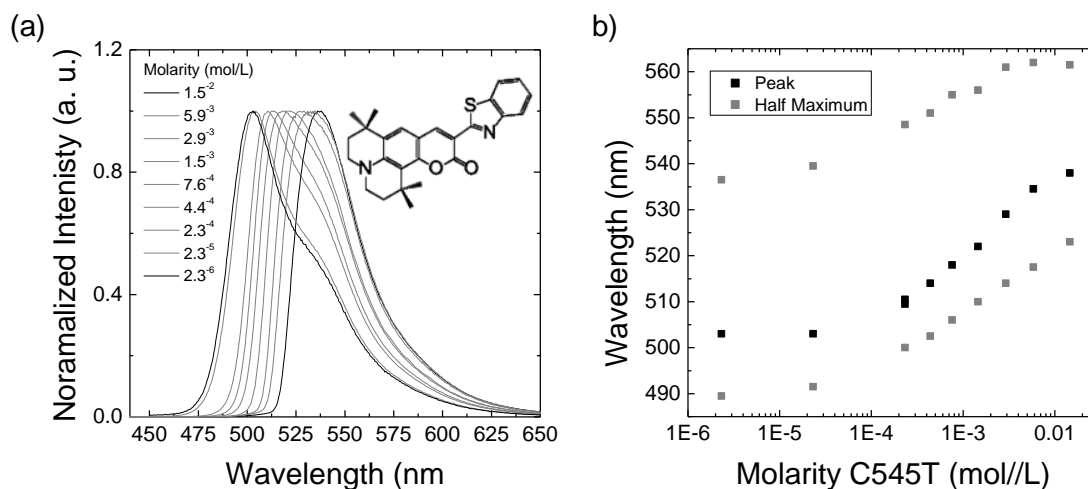 (a)
1.2
0.8
0.4
0.0
Noramalized Intenisty (a. u.)
Molarity (mol/L)
1.5-2
5.9-3
2.9-3
1.5-3
7.6-4
4.4-4
2.3-4
2.3-5
2.3-6
S
N
N
O
O
450 475 500 525 550 575 600 625 650
Wavelength (nm
b)
560
550
540
530
520
510
500
490
Wavelength (nm)
Peak
Half Maximum
1E-6 1E-5 1E-4 1E-3 0.01
Molarity C545T (mol//L)